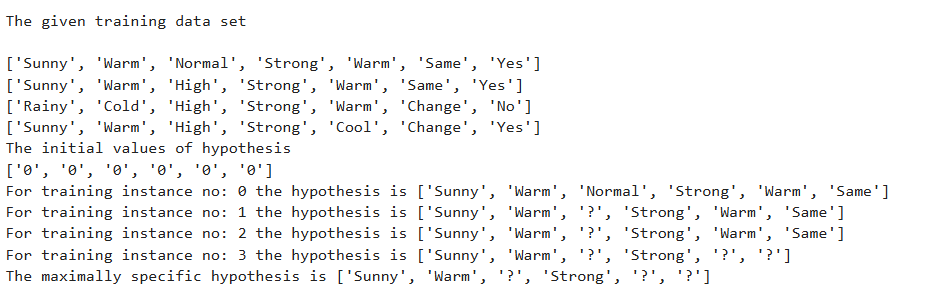 The given training data set
['Sunny', 'Warm', 'Normal', 'Strong', 'Warm', 'Same', 'Yes']
['Sunny', 'Warm', 'High', 'Strong', 'Warm', 'Same', 'Yes']
['Rainy', 'Cold', 'High', 'Strong', 'Warm', 'Change', 'No']
['Sunny', 'Warm', 'High', 'Strong', 'Cool', 'Change', 'Yes']
The initial values of hypothesis
['0', '0', '0', '0', '0', '0']
For training instance no: 0 the hypothesis is ['Sunny', 'Warm', 'Normal', 'Strong', 'Warm', 'Same']
For training instance no: 1 the hypothesis is ['Sunny', 'Warm', '?', 'Strong', 'Warm', 'Same']
For training instance no: 2 the hypothesis is ['Sunny', 'Warm', '?', 'Strong', 'Warm', 'Same']
For training instance no: 3 the hypothesis is ['Sunny', 'Warm', '?', 'Strong', '?', '?']
The maximally specific hypothesis is ['Sunny', 'Warm', '?', 'Strong', '?', '?']